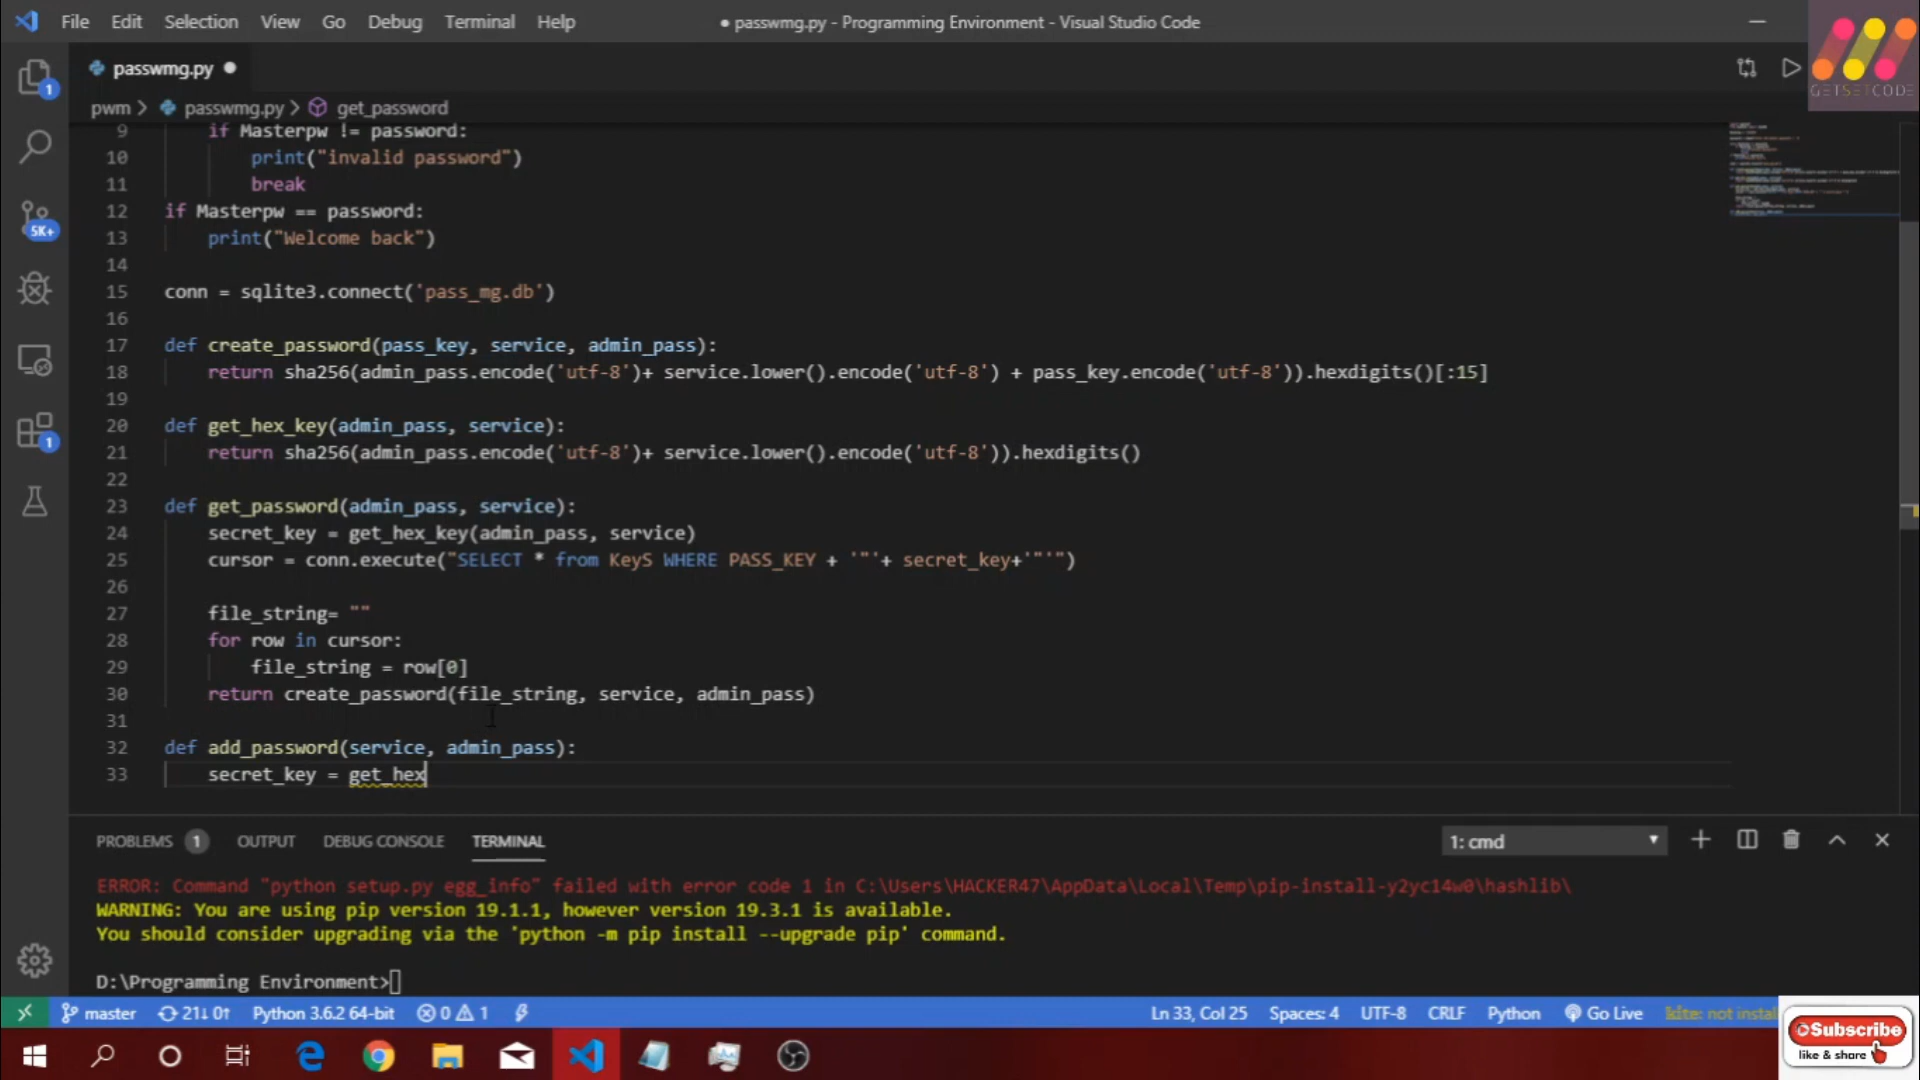 File Edit Selection View Go Debug Terminal Help
● passwmg.py - Programming Environment - Visual Studio Code
GETSETCODE
passwmg.py ●
pwm > passwmg.py > get_password
9 if Masterpw != password:
10 print("invalid password")
11 break
12 if Masterpw == password:
13 print("Welcome back")
14
15 conn = sqlite3.connect('pass_mg.db')
16
17 def create_password(pass_key, service, admin_pass):
18 return sha256(admin_pass.encode('utf-8')+ service.lower().encode('utf-8') + pass_key.encode('utf-8')).hexdigits()[:15]
19
20 def get_hex_key(admin_pass, service):
21 return sha256(admin_pass.encode('utf-8')+ service.lower().encode('utf-8')).hexdigits()
22
23 def get_password(admin_pass, service):
24 secret_key = get_hex_key(admin_pass, service)
25 cursor = conn.execute("SELECT * from KeyS WHERE PASS_KEY + '"'+ secret_key+'"'")
26
27 file_string= ""
28 for row in cursor:
29 file_string = row[0]
30 return create_password(file_string, service, admin_pass)
31
32 def add_password(service, admin_pass):
33 secret_key = get_hex
1
5K+
1
PROBLEMS 1 OUTPUT DEBUG CONSOLE TERMINAL
1: cmd
ERROR: Command "python setup.py egg_info" failed with error code 1 in C:\Users\HACKER47\AppData\Local\Temp\pip-install-y2yc14w0\hashlib\
WARNING: You are using pip version 19.1.1, however version 19.3.1 is available.
You should consider upgrading via the 'python -m pip install --upgrade pip' command.
D:\Programming Environment>
master 21↓ 0↑ Python 3.6.2 64-bit 0 1
Ln 33, Col 25 Spaces: 4 UTF-8 CRLF Python Go Live kite: not instal
Subscribe
like & share